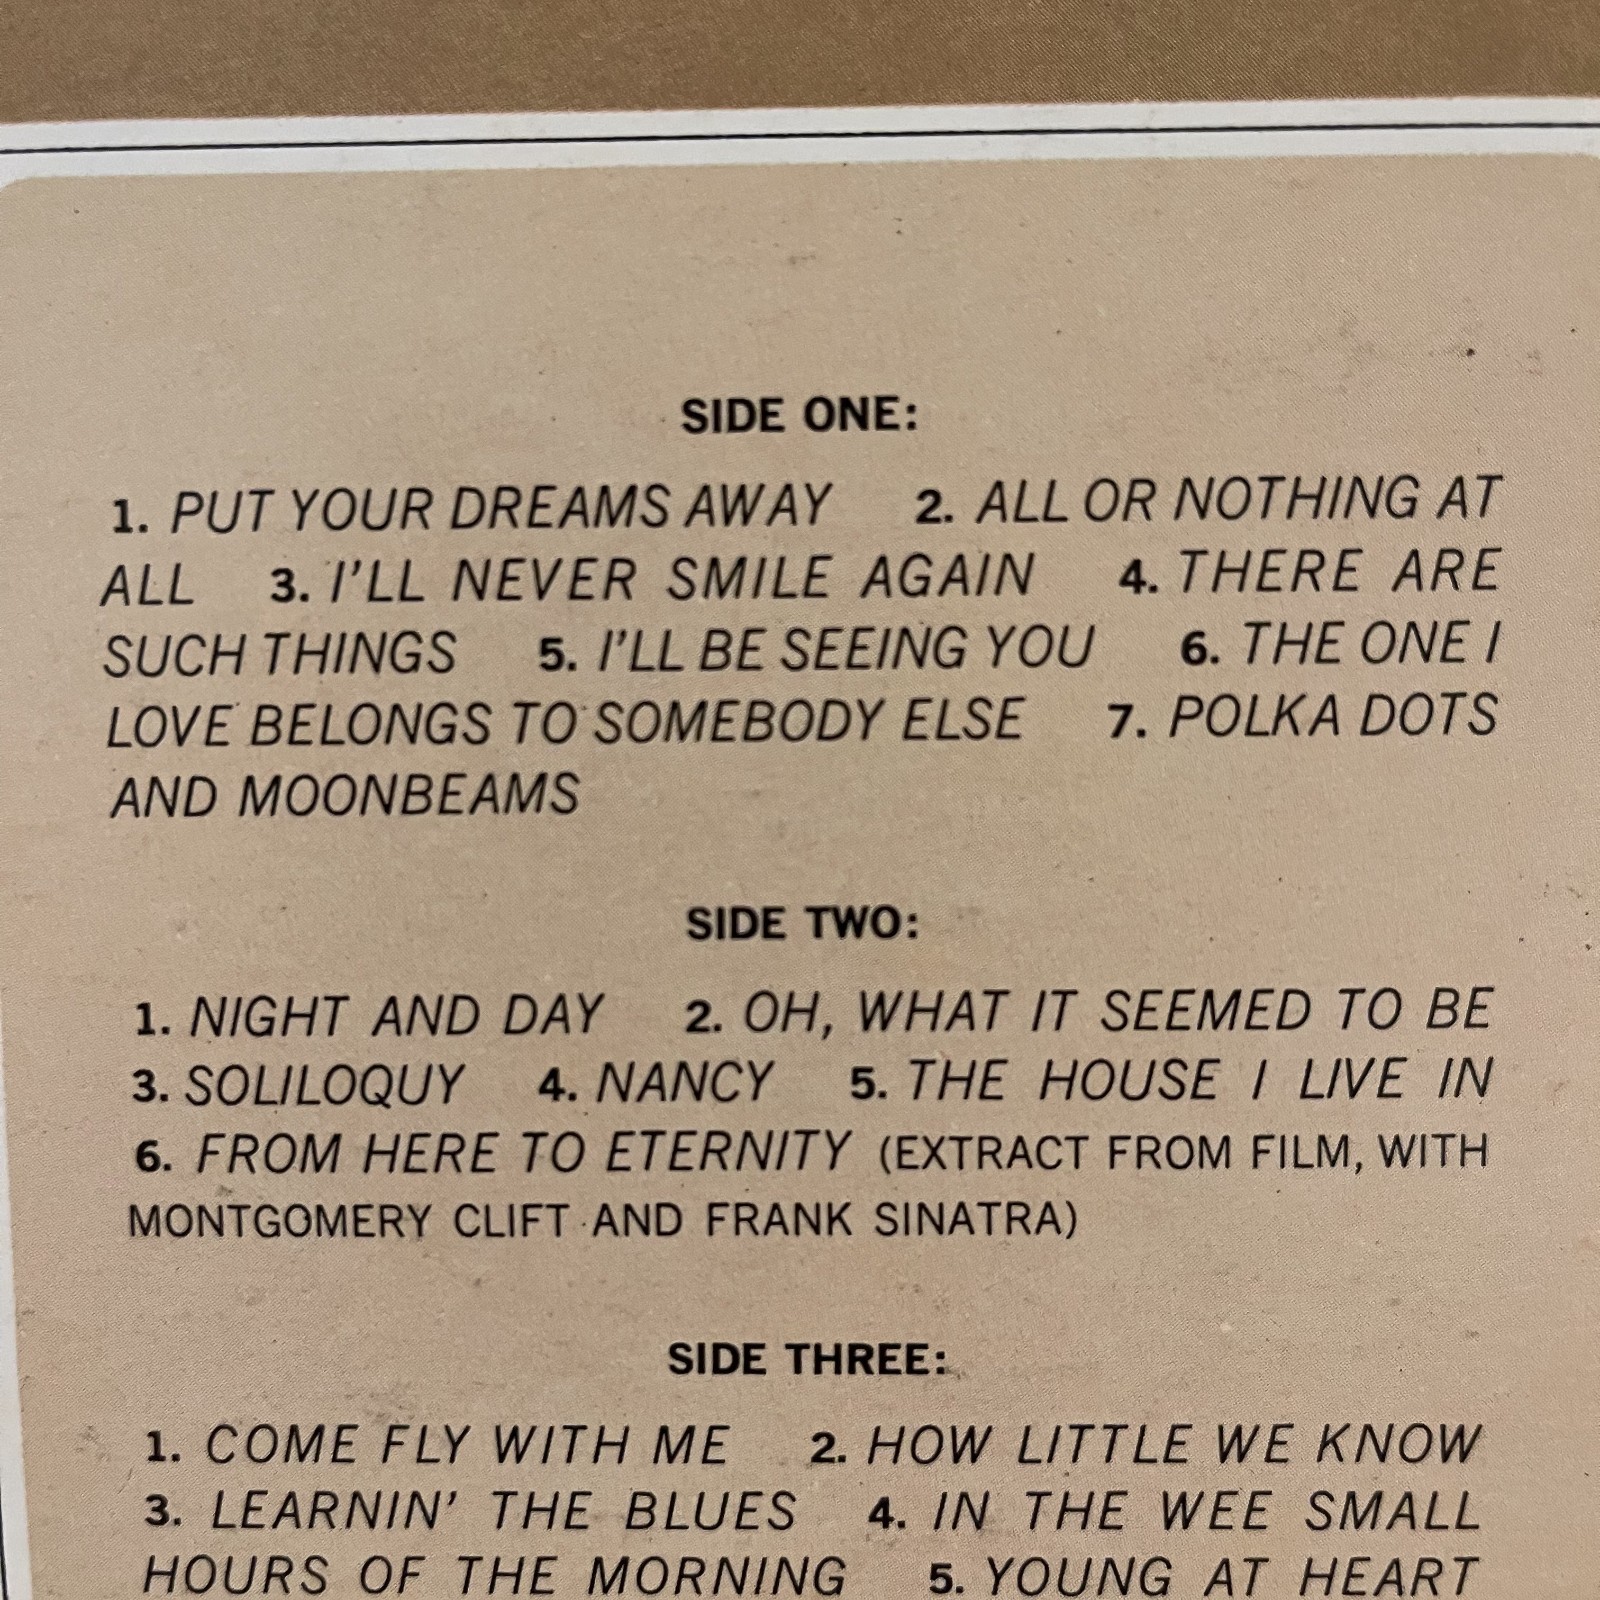 SIDE ONE:
1. PUT YOUR DREAMS AWAY 2. ALL OR NOTHING AT
ALL 3. I'LL NEVER SMILE AGAIN 4. THERE ARE
SUCH THINGS 5. I'LL BE SEEING YOU 6. THE ONE I
LOVE BELONGS TO SOMEBODY ELSE 7. POLKA DOTS
AND MOONBEAMS
SIDE TWO:
1. NIGHT AND DAY 2. OH, WHAT IT SEEMED TO BE
3. SOLILOQUY 4. NANCY 5. THE HOUSE I LIVE IN
6. FROM HERE TO ETERNITY (EXTRACT FROM FILM, WITH
MONTGOMERY CLIFT AND FRANK SINATRA)
SIDE THREE:
1. COME FLY WITH ME 2. HOW LITTLE WE KNOW
3. LEARNIN' THE BLUES 4. IN THE WEE SMALL
HOURS OF THE MORNING 5. YOUNG AT HEART